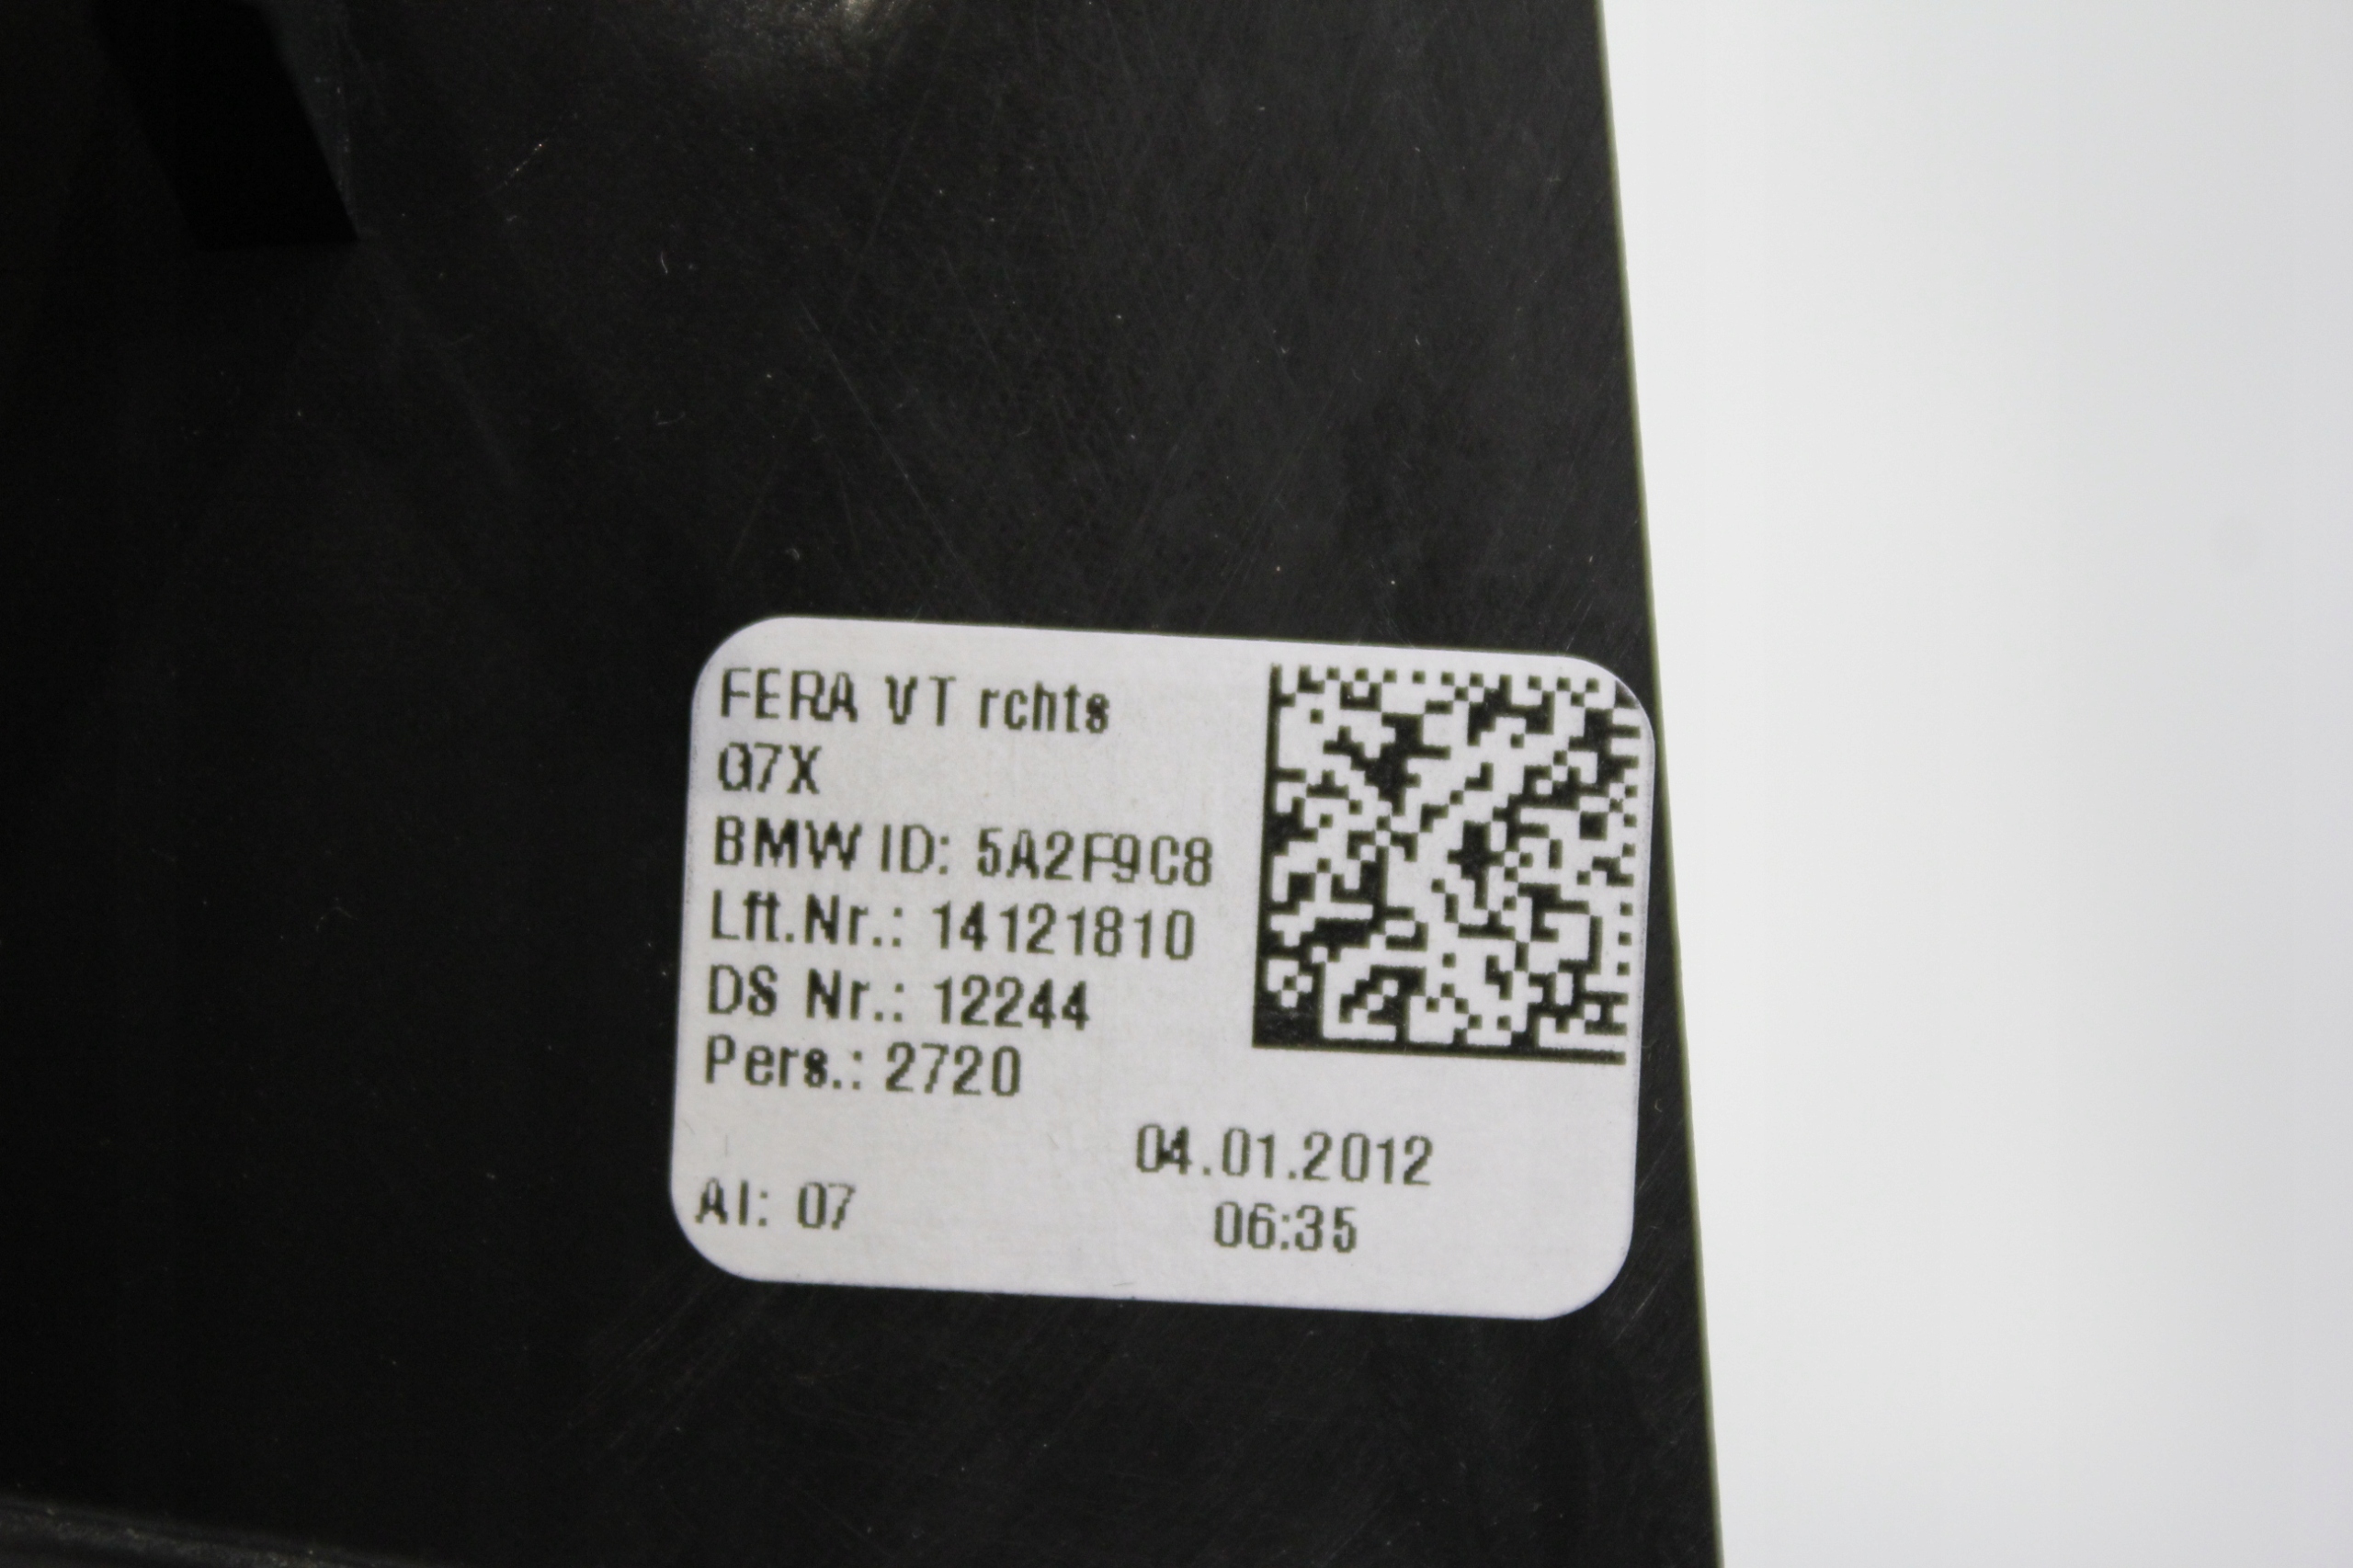 FERA VT rchts
G7X
BMW ID: 5A2F9C8
Lft.Nr.: 14121810
DS Nr.: 12244
Pers.: 2720
04.01.2012
AI: 07
06:35